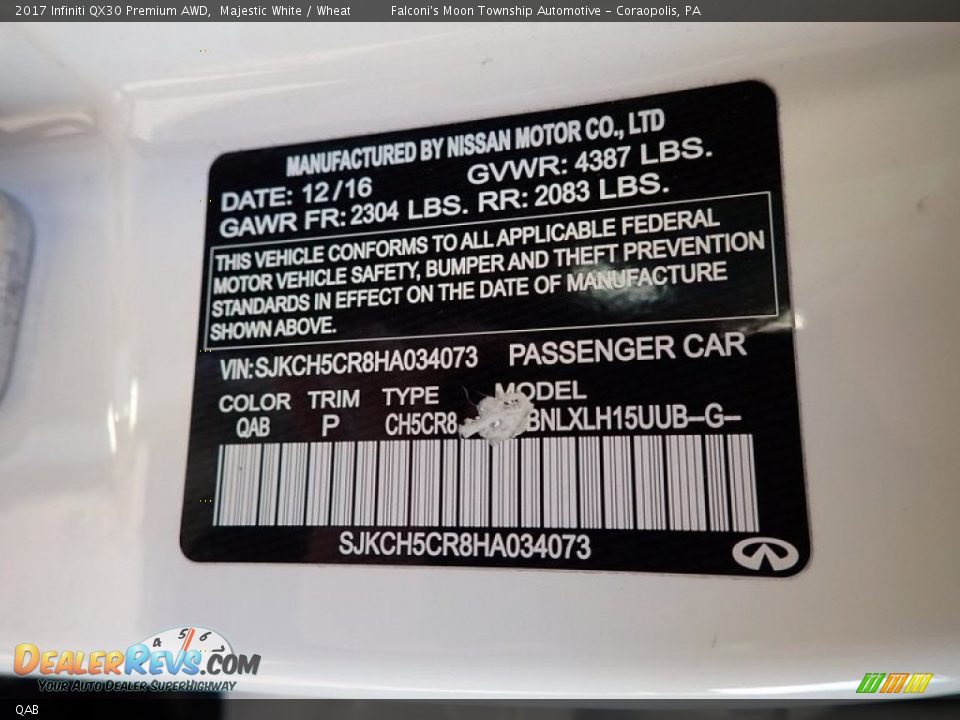 2017 Infiniti QX30 Premium AWD, Majestic White / Wheat Falconi's Moon Township Automotive - Coraopolis, PA
MANUFACTURED BY NISSAN MOTOR CO., LTD
DATE: 12/16 GVWR: 4387 LBS.
GAWR FR: 2304 LBS. RR: 2083 LBS.
THIS VEHICLE CONFORMS TO ALL APPLICABLE FEDERAL
MOTOR VEHICLE SAFETY, BUMPER AND THEFT PREVENTION
STANDARDS IN EFFECT ON THE DATE OF MANUFACTURE
SHOWN ABOVE.
VIN: SJKCH5CR8HA034073 PASSENGER CAR
COLOR TRIM TYPE MODEL
QAB P CH5CR8 BNLXLH15UUB-G-
SJKCH5CR8HA034073
4 5 6
DEALERREVS.COM
YOUR AUTO DEALER SUPERHIGHWAY
QAB